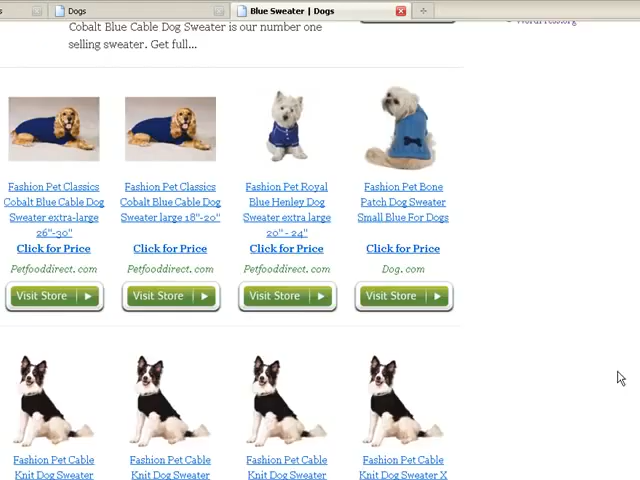 s
Dogs
Blue Sweater | Dogs
Cobalt Blue Cable Dog Sweater is our number one
selling sweater. Get full...
Fashion Pet Classics
Cobalt Blue Cable Dog
Sweater extra-large
26"-30"
Click for Price
Petfooddirect.com
Visit Store
Fashion Pet Classics
Cobalt Blue Cable Dog
Sweater large 18"-20"
Click for Price
Petfooddirect.com
Visit Store
Fashion Pet Royal
Blue Henley Dog
Sweater extra large
20" - 24"
Click for Price
Petfooddirect.com
Visit Store
Fashion Pet Bone
Patch Dog Sweater
Small Blue For Dogs
Click for Price
Dog.com
Visit Store
Fashion Pet Cable
Knit Dog Sweater
Fashion Pet Cable
Knit Dog Sweater
Fashion Pet Cable
Knit Dog Sweater
Fashion Pet Cable
Knit Dog Sweater X